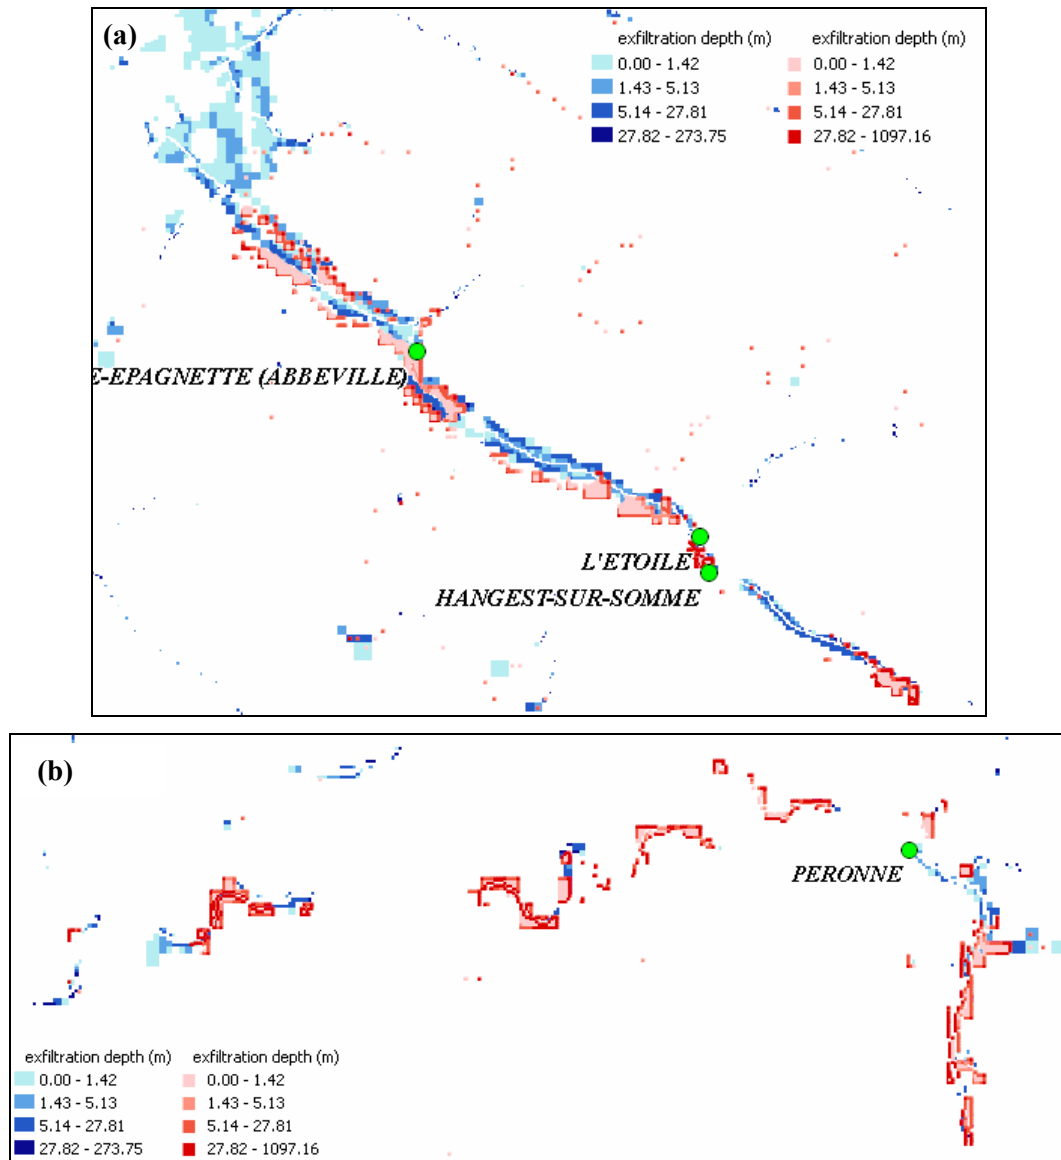 (a)
exfiltration depth (m) exfiltration depth (m)
0.00 - 1.42 0.00 - 1.42
1.43 - 5.13 1.43 - 5.13
5.14 - 27.81 5.14 - 27.81
27.82 - 273.75 27.82 - 1097.16
E-EPAGNETTE (ABBEVILLE)
L'ETOILE
HANGEST-SUR-SOMME
(b)
PERONNE
exfiltration depth (m) exfiltration depth (m)
0.00 - 1.42 0.00 - 1.42
1.43 - 5.13 1.43 - 5.13
5.14 - 27.81 5.14 - 27.81
27.82 - 273.75 27.82 - 1097.16